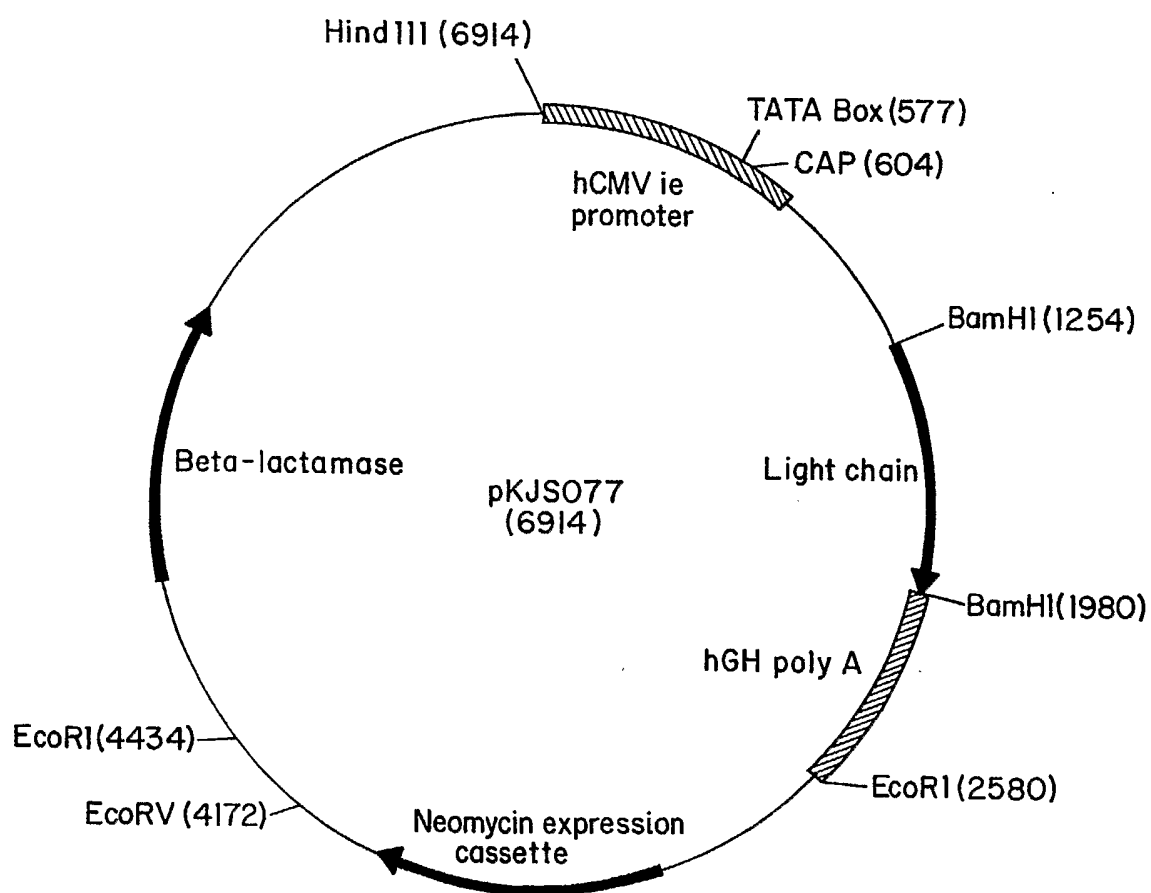 Hind111 (6914)
TATA Box (577)
CAP (604)
hCMV ie
promoter
BamH1 (1254)
Beta-lactamase
Light chain
pKJS077
(6914)
BamH1(1980)
hGH poly A
EcoR1(4434)
EcoR1(2580)
EcoRV (4172)
Neomycin expression
cassette